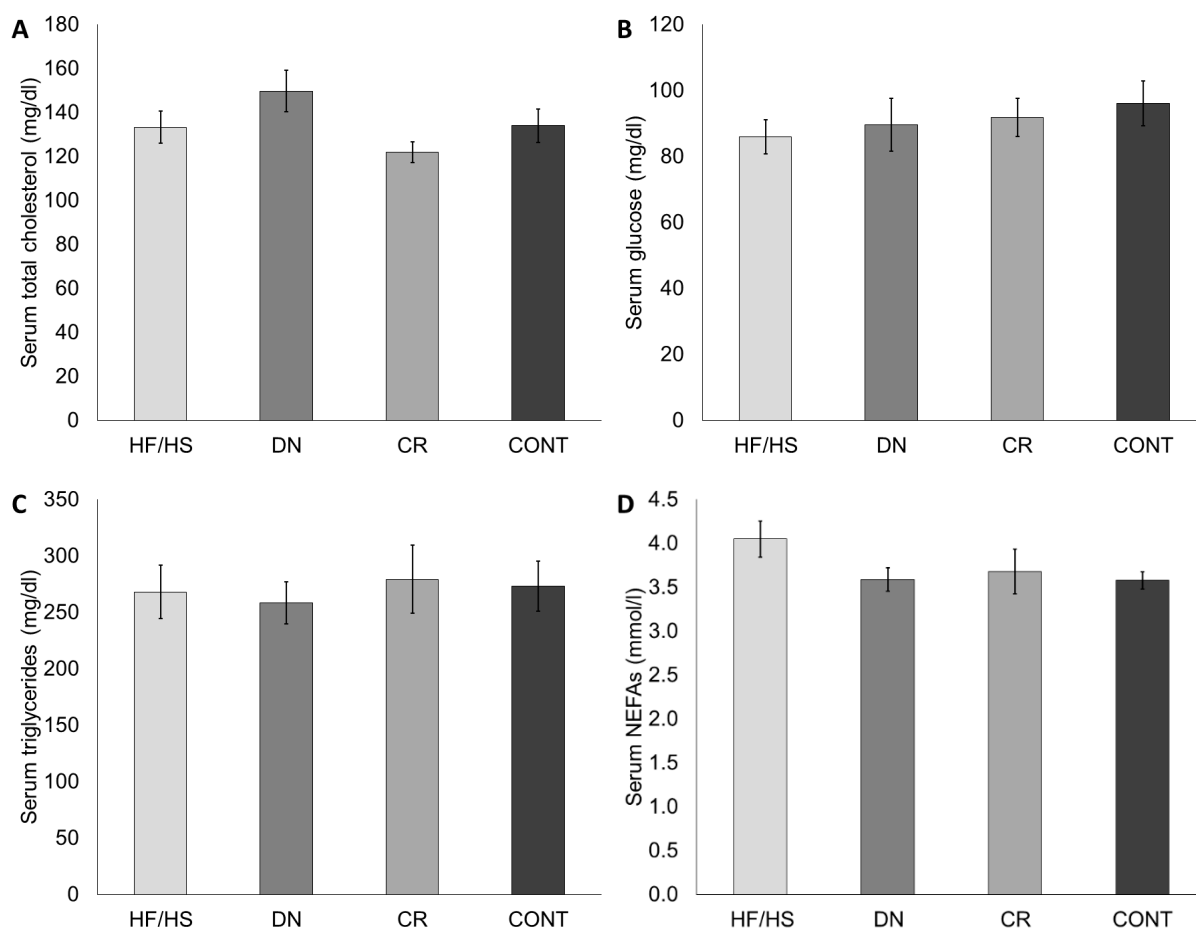 A
Serum total cholesterol (mg/dl)
180
160
140
120
100
80
60
40
20
0
HF/HS DN CR CONT
B
Serum glucose (mg/dl)
120
100
80
60
40
20
0
HF/HS DN CR CONT
C
Serum triglycerides (mg/dl)
350
300
250
200
150
100
50
0
HF/HS DN CR CONT
D
Serum NEFAs (mmol/l)
4.5
4.0
3.5
3.0
2.5
2.0
1.5
1.0
0.5
0.0
HF/HS DN CR CONT